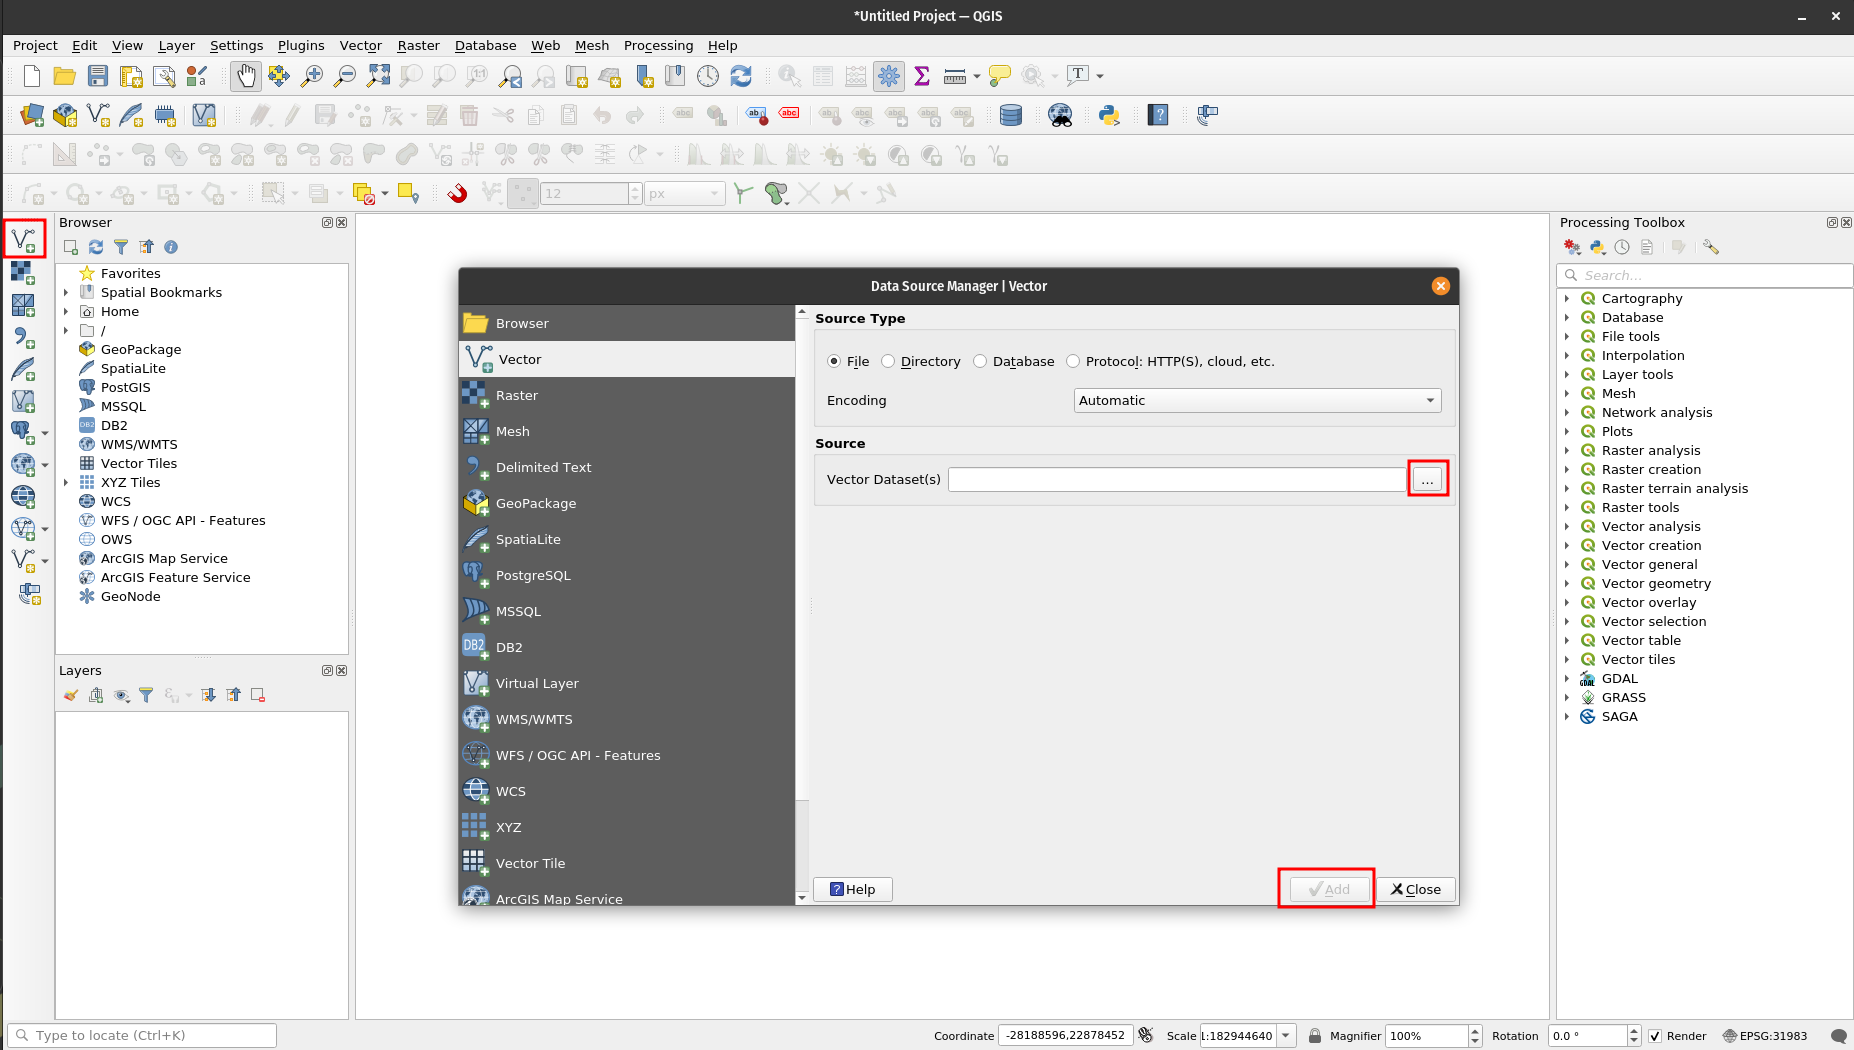 *Untitled Project — QGIS
Project Edit View Layer Settings Plugins Vector Raster Database Web Mesh Processing Help
12 px
Browser
Favorites
Spatial Bookmarks
Home
/
GeoPackage
SpatiaLite
PostGIS
MSSQL
DB2
WMS/WMTS
Vector Tiles
XYZ Tiles
WCS
WFS / OGC API - Features
OWS
ArcGIS Map Service
ArcGIS Feature Service
GeoNode
Layers
Data Source Manager | Vector
Browser
Vector
Raster
Mesh
Delimited Text
GeoPackage
SpatiaLite
PostgreSQL
MSSQL
DB2
Virtual Layer
WMS/WMTS
WFS / OGC API - Features
WCS
XYZ
Vector Tile
ArcGIS Map Service
Source Type
File Directory Database Protocol: HTTP(S), cloud, etc.
Encoding Automatic
Source
Vector Dataset(s) ...
Help Add Close
Processing Toolbox
Search...
Cartography
Database
File tools
Interpolation
Layer tools
Mesh
Network analysis
Plots
Raster analysis
Raster creation
Raster terrain analysis
Raster tools
Vector analysis
Vector creation
Vector general
Vector geometry
Vector overlay
Vector selection
Vector table
Vector tiles
GDAL
GRASS
SAGA
Type to locate (Ctrl+K) Coordinate -28188596,22878452 Scale 1:182944640 Magnifier 100% Rotation 0.0 ° Render EPSG:31983